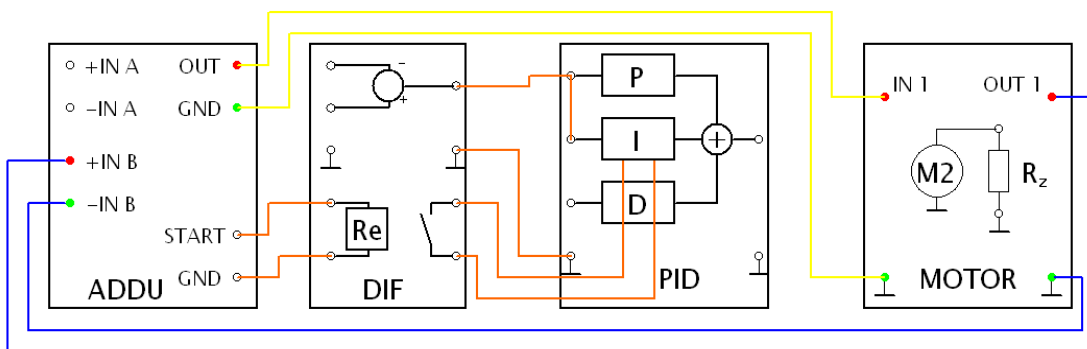 +IN A OUT
-IN A GND
+IN B
-IN B
START
GND
ADDU
-
+
Re
DIF
P
I
+
D
PID
IN 1 OUT 1
M2 Rz
MOTOR